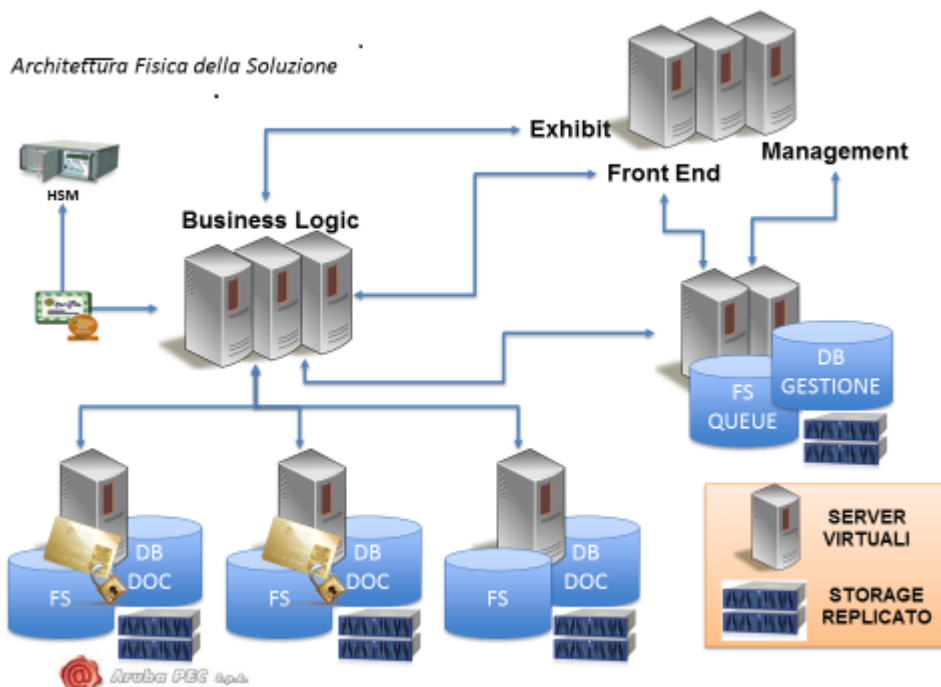 Architettura Fisica della Soluzione
Exhibit
Management
Front End
HSM
Business Logic
DB
GESTIONE
FS
QUEUE
DB
DOC
FS
DB
DOC
FS
DB
DOC
FS
SERVER
VIRTUALI
STORAGE
REPLICATO
Aruba PEC S.p.A.